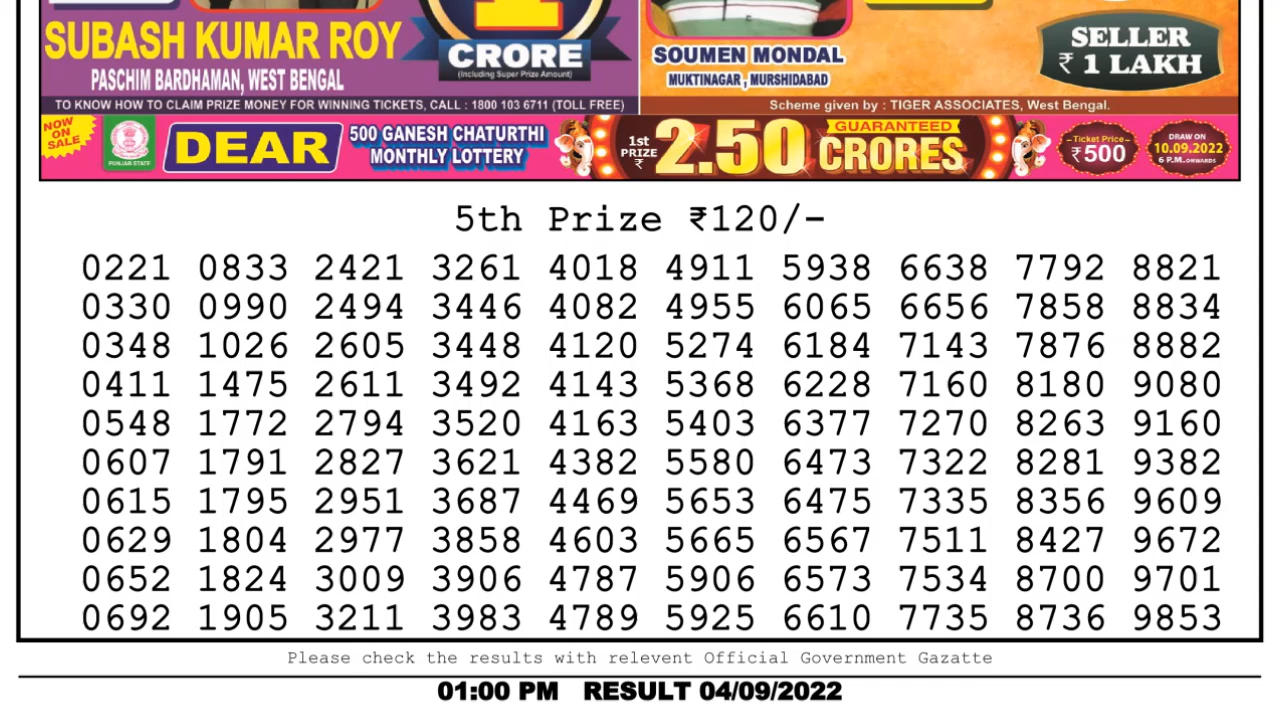 SUBASH KUMAR ROY
PASCHIM BARDHAMAN, WEST BENGAL
1
CRORE
(Including Super Prize Amount)
SOUMEN MONDAL
MUKTINAGAR, MURSHIDABAD
SELLER
₹ 1 LAKH
TO KNOW HOW TO CLAIM PRIZE MONEY FOR WINNING TICKETS, CALL : 1800 103 6711 (TOLL FREE)
Scheme given by : TIGER ASSOCIATES, West Bengal.
NOW
ON
SALE
PUNJAB STATE
DEAR
500 GANESH CHATURTHI
MONTHLY LOTTERY
1st
PRIZE
₹
2.50
GUARANTEED
CRORES
Ticket Price
₹500
DRAW ON
10.09.2022
6 P.M. ONWARDS
5th Prize ₹120/-
0221 0833 2421 3261 4018 4911 5938 6638 7792 8821
0330 0990 2494 3446 4082 4955 6065 6656 7858 8834
0348 1026 2605 3448 4120 5274 6184 7143 7876 8882
0411 1475 2611 3492 4143 5368 6228 7160 8180 9080
0548 1772 2794 3520 4163 5403 6377 7270 8263 9160
0607 1791 2827 3621 4382 5580 6473 7322 8281 9382
0615 1795 2951 3687 4469 5653 6475 7335 8356 9609
0629 1804 2977 3858 4603 5665 6567 7511 8427 9672
0652 1824 3009 3906 4787 5906 6573 7534 8700 9701
0692 1905 3211 3983 4789 5925 6610 7735 8736 9853
Please check the results with relevent Official Government Gazatte
01:00 PM RESULT 04/09/2022